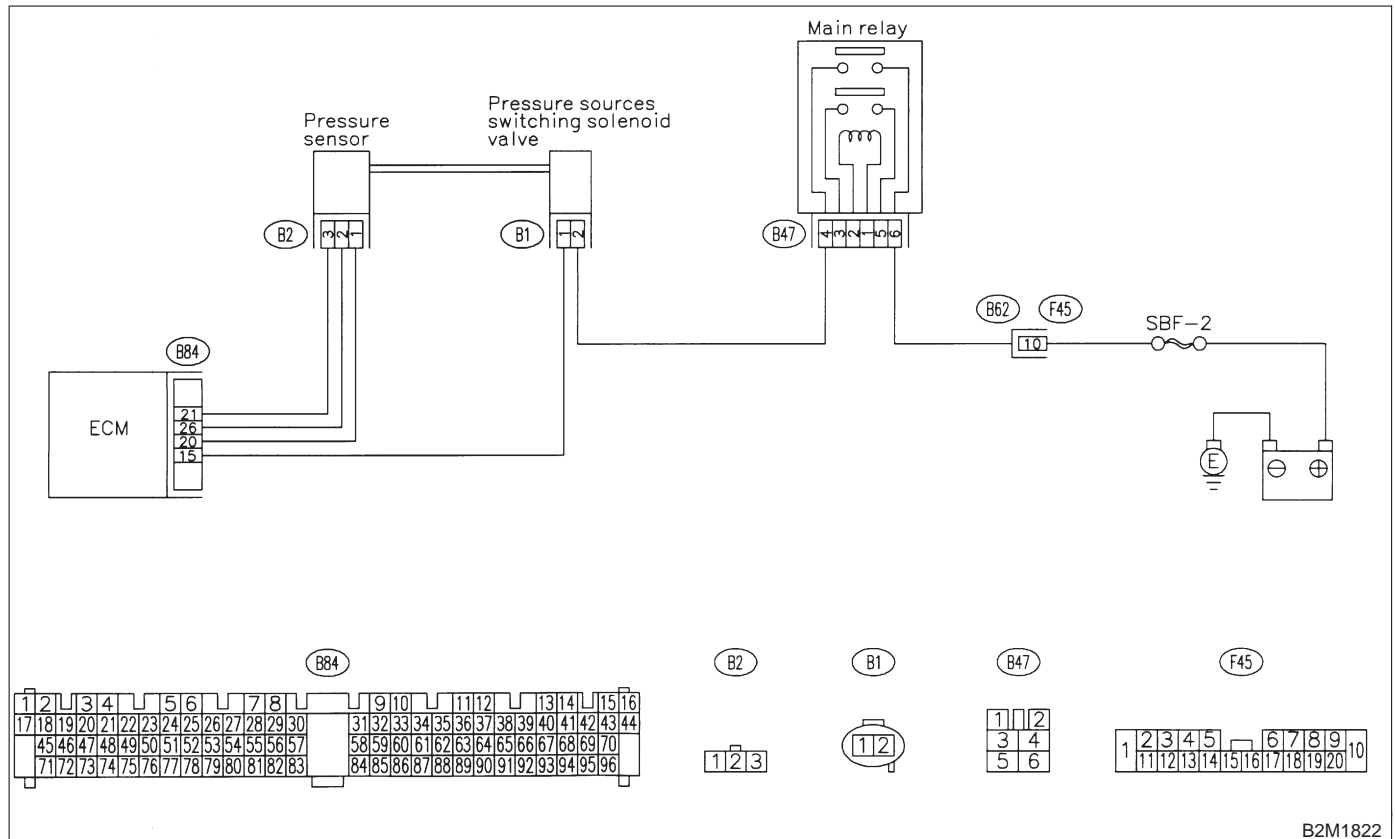 Main relay
Pressure sources
switching solenoid
valve
Pressure
sensor
B2
3 2 1
B1
1 2
B47
4 3 2 1 5 6
B62 F45
10
SBF-2
B84
ECM
21
26
20
15
E
⊖ ⊕
B84
1 2 3 4 5 6 7 8 9 10 11 12 13 14 15 16
17 18 19 20 21 22 23 24 25 26 27 28 29 30 31 32 33 34 35 36 37 38 39 40 41 42 43 44
45 46 47 48 49 50 51 52 53 54 55 56 57 58 59 60 61 62 63 64 65 66 67 68 69 70
71 72 73 74 75 76 77 78 79 80 81 82 83 84 85 86 87 88 89 90 91 92 93 94 95 96
B2
1 2 3
B1
1 2
B47
1 2
3 4
5 6
F45
1 2 3 4 5 6 7 8 9 10
11 12 13 14 15 16 17 18 19 20
B2M1822